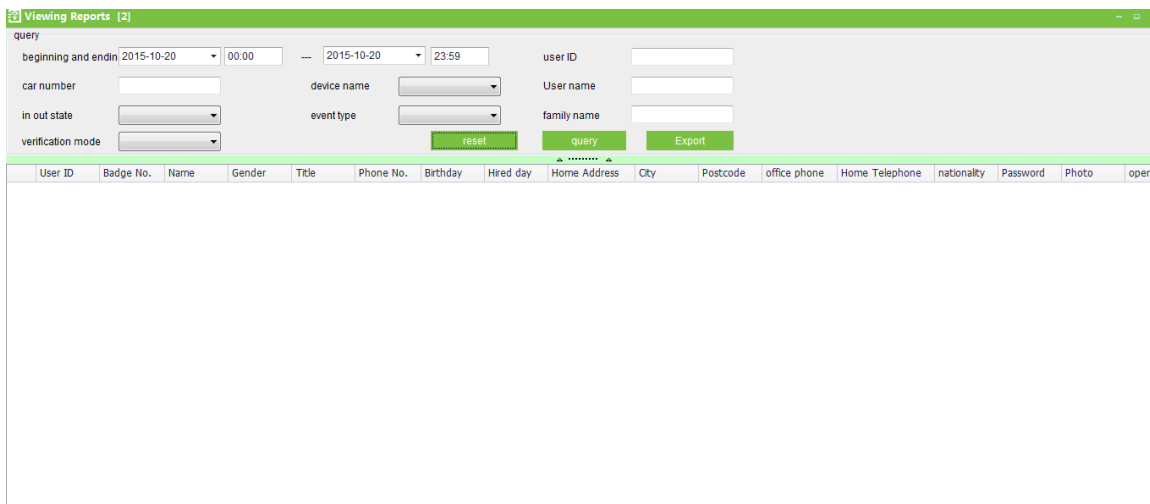 Viewing Reports [2]
query
beginning and endin 2015-10-20 00:00 --- 2015-10-20 23:59 user ID
car number device name User name
in out state event type family name
verification mode reset query Export
User ID Badge No. Name Gender Title Phone No. Birthday Hired day Home Address City Postcode office phone Home Telephone nationality Password Photo oper